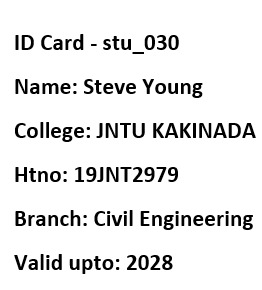 ID Card - stu_030
Name: Steve Young
College: JNTU KAKINADA
Htno: 19JNT2979
Branch: Civil Engineering
Valid upto: 2028